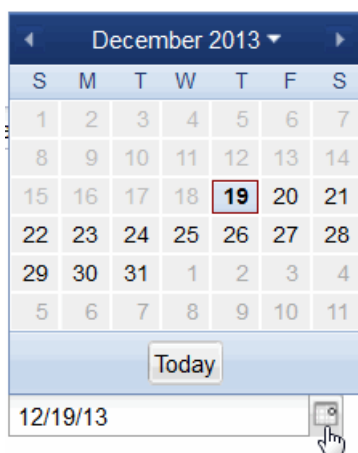 December 2013
S M T W T F S
1 2 3 4 5 6 7
8 9 10 11 12 13 14
15 16 17 18 19 20 21
22 23 24 25 26 27 28
29 30 31 1 2 3 4
5 6 7 8 9 10 11
Today
12/19/13